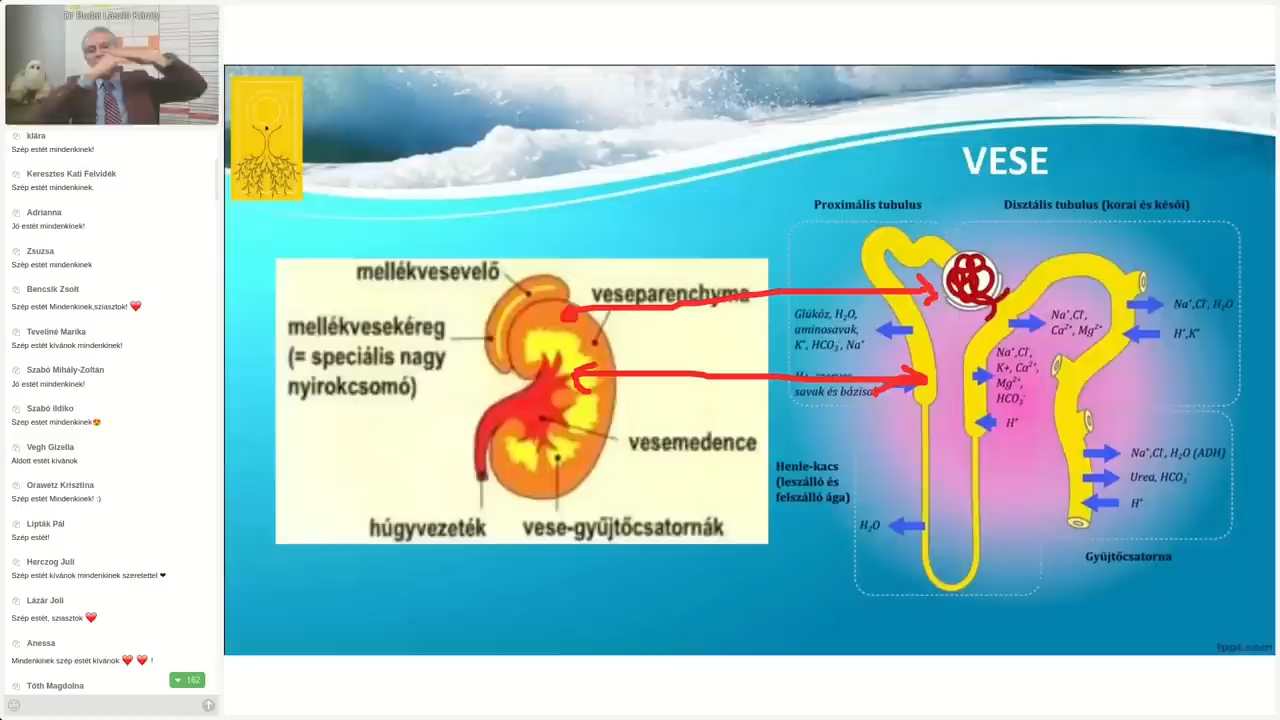 Dr Budai László Károly
klára
Szép estét mindenkinek!
Keresztes Kati Felvidék
Szép estét mindenkinek.
Adrianna
Jó estét mindenkinek!
Zsuzsa
Szép estét mindenkinek
Bencsik Zsolt
Szép estét Mindenkinek,sziasztok! ❤️
Teveliné Marika
Szép estét kívánok mindenkinek!
Szabó Mihály-Zoltán
Jó estét mindenkinek!
Szabó ildiko
Szep estet mindenkinek😍
Vegh Gizella
Áldott estét kívánok
Orawetz Krisztina
Szép estét Mindenkinek! :)
Lipták Pál
Szép estét!
Herczog Juli
Szép estét kívánok mindenkinek szeretettel ❤
Lázár Joli
Szép estét, sziasztok ❤️
Anessa
Mindenkinek szép estét kívánok ❤️ ❤️ !
Tóth Magdolna
162
VESE
mellékvesevelő
veseparenchyma
mellékvesekéreg
(= speciális nagy
nyirokcsomó)
vesemedence
húgyvezeték
vese-gyűjtőcsatornák
Proximális tubulus
Disztális tubulus (korai és késői)
Glükóz, H₂O,
aminosavak,
K⁺, HCO₃⁻, Na⁺
savak és
Na⁺,Cl⁻,
Ca²⁺, Mg²⁺
Na⁺,Cl⁻, H₂O
H⁺,K⁺
Na⁺,Cl⁻,
K+, Ca²⁺,
Mg²⁺,
HCO₃⁻
H⁺
Henle-kacs
(leszálló és
felszálló ága)
H₂O
Na⁺,Cl⁻, H₂O (ADH)
Urea, HCO₃⁻
H⁺
Gyűjtőcsatorna